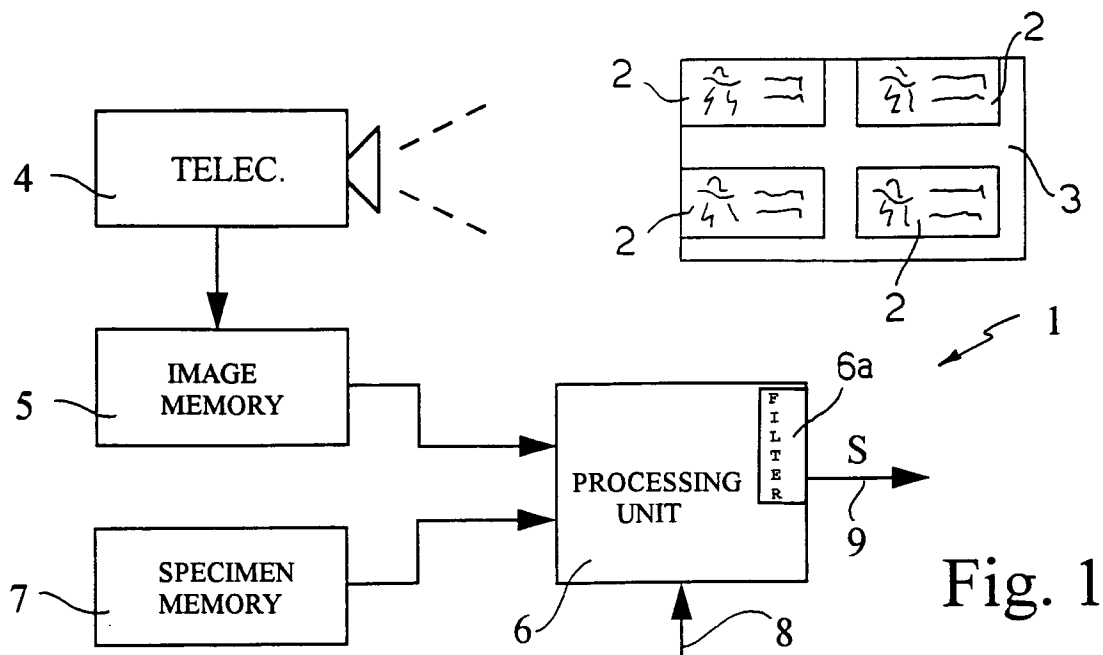 2
2
4
TELEC.
3
2
2
1
5
IMAGE
MEMORY
6a
FILTER
S
PROCESSING
UNIT
9
7
SPECIMEN
MEMORY
6
8
Fig. 1